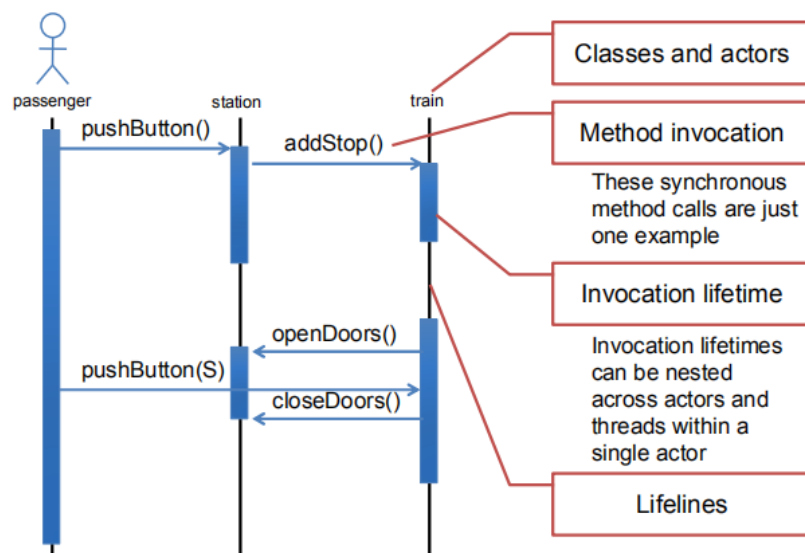 Classes and actors
passenger
station
train
pushButton()
addStop()
Method invocation
These synchronous
method calls are just
one example
Invocation lifetime
openDoors()
pushButton(S)
closeDoors()
Invocation lifetimes
can be nested
across actors and
threads within a
single actor
Lifelines